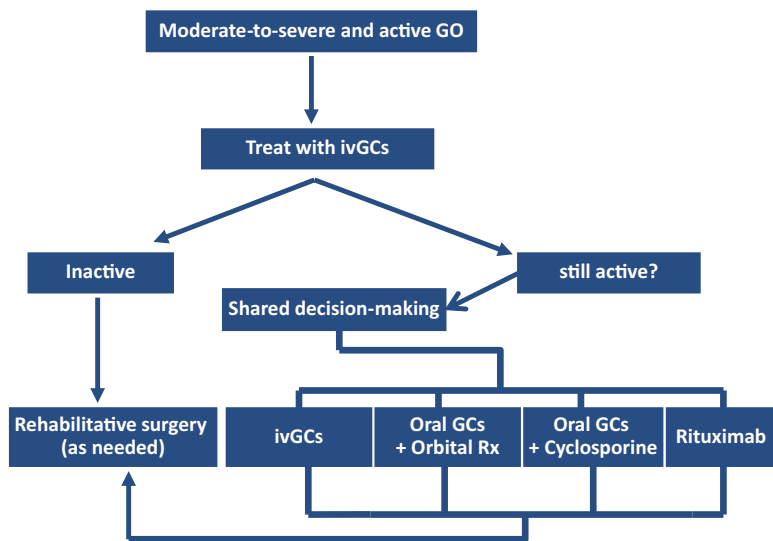 Moderate-to-severe and active GO
Treat with ivGCs
Inactive
still active?
Shared decision-making
Rehabilitative surgery
(as needed)
ivGCs
Oral GCs
+ Orbital Rx
Oral GCs
+ Cyclosporine
Rituximab